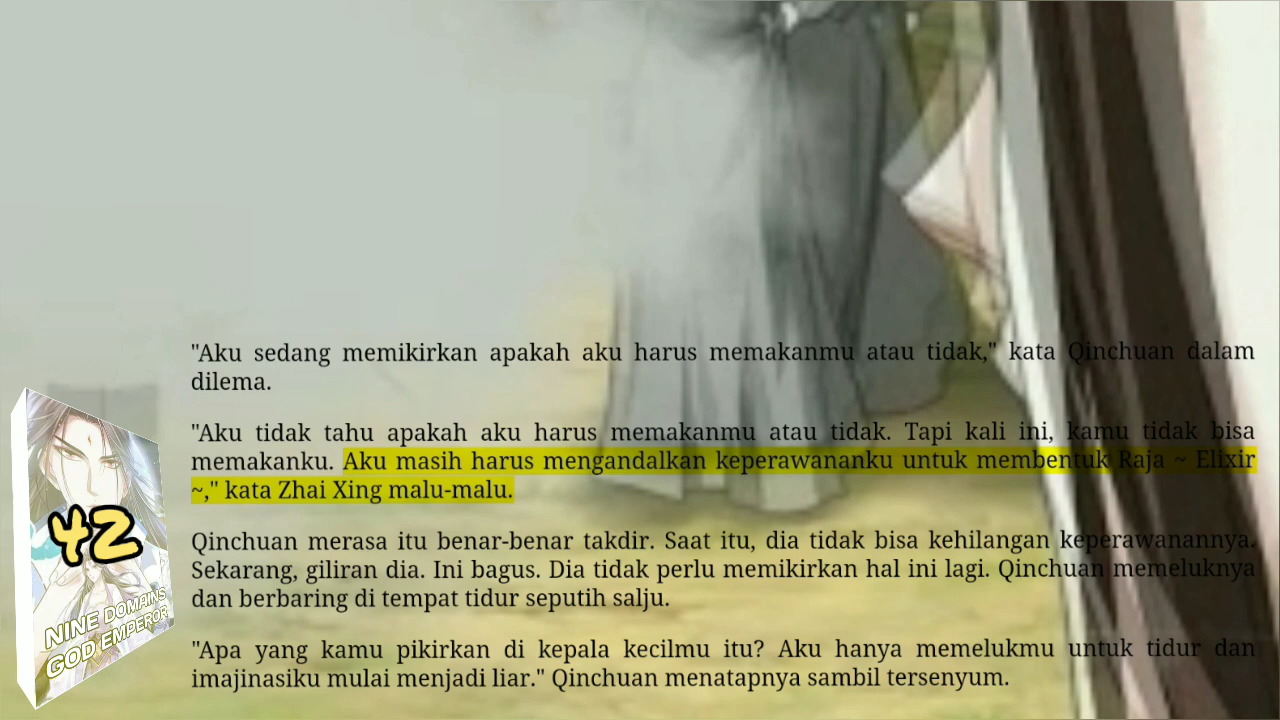 "Aku sedang memikirkan apakah aku harus memakanmu atau tidak," kata Qinchuan dalam
dilema.
"Aku tidak tahu apakah aku harus memakanmu atau tidak. Tapi kali ini, kamu tidak bisa
memakanku. Aku masih harus mengandalkan keperawananku untuk membentuk Raja ~ Elixir
~," kata Zhai Xing malu-malu.
Qinchuan merasa itu benar-benar takdir. Saat itu, dia tidak bisa kehilangan keperawanannya.
Sekarang, giliran dia. Ini bagus. Dia tidak perlu memikirkan hal ini lagi. Qinchuan memeluknya
dan berbaring di tempat tidur seputih salju.
"Apa yang kamu pikirkan di kepala kecilmu itu? Aku hanya memelukmu untuk tidur dan
imajinasiku mulai menjadi liar." Qinchuan menatapnya sambil tersenyum.
42
NINE DOMAINS
GOD EMPEROR